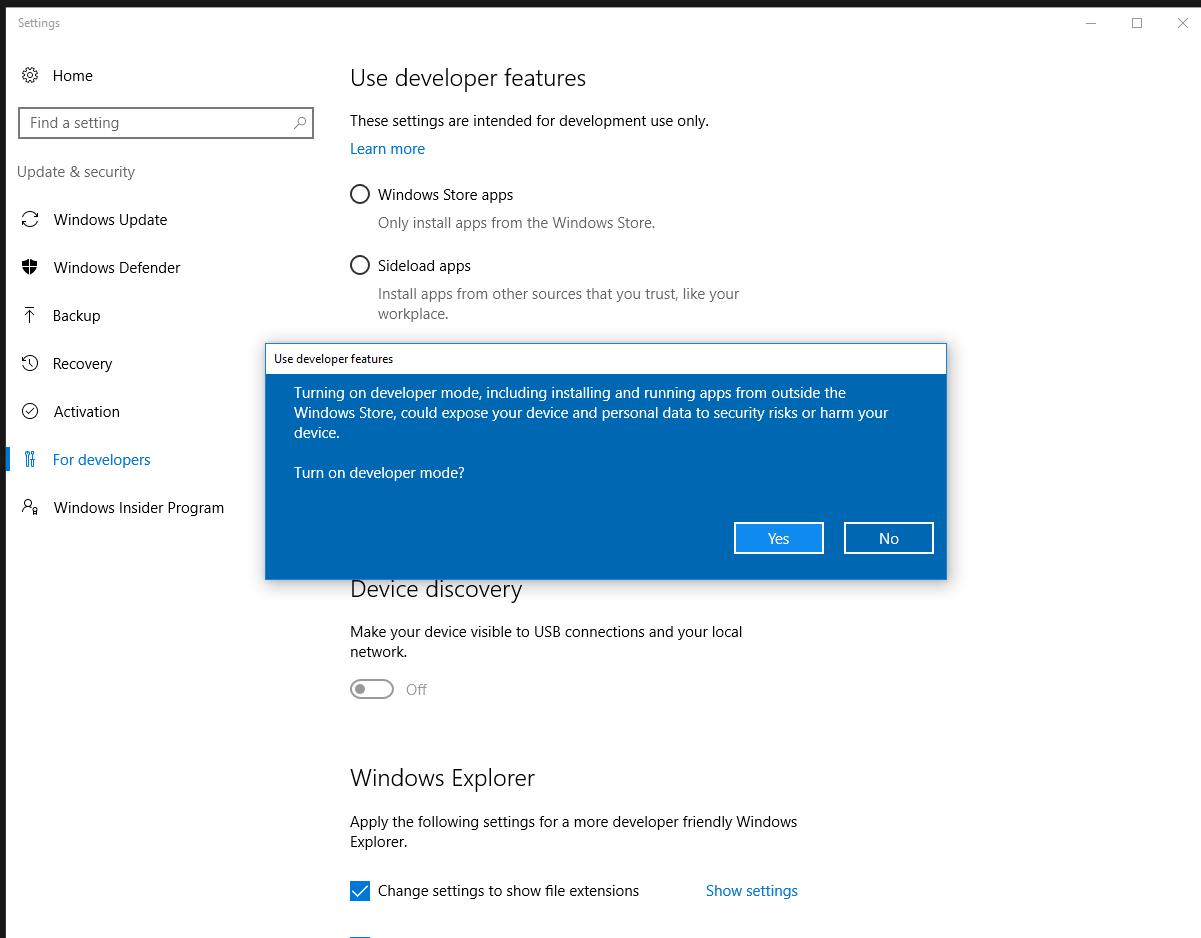 Settings
Home
Find a setting
Update & security
Windows Update
Windows Defender
Backup
Recovery
Activation
For developers
Windows Insider Program
Use developer features
These settings are intended for development use only.
Learn more
Windows Store apps
Only install apps from the Windows Store.
Sideload apps
Install apps from other sources that you trust, like your
workplace.
Use developer features
Turning on developer mode, including installing and running apps from outside the
Windows Store, could expose your device and personal data to security risks or harm your
device.
Turn on developer mode?
Yes
No
Device discovery
Make your device visible to USB connections and your local
network.
Off
Windows Explorer
Apply the following settings for a more developer friendly Windows
Explorer.
Change settings to show file extensions
Show settings